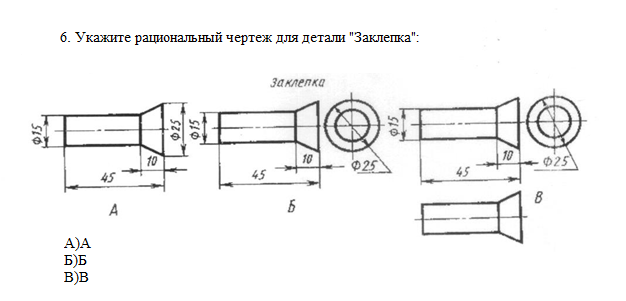 6. Укажите рациональный чертеж для детали "Заклепка":
Заклепка
Ф15 10 45 Ф25
А
Ф15 10 45 Ф25
Б
Ф15 10 45 Ф25
В
А)А
Б)Б
В)В